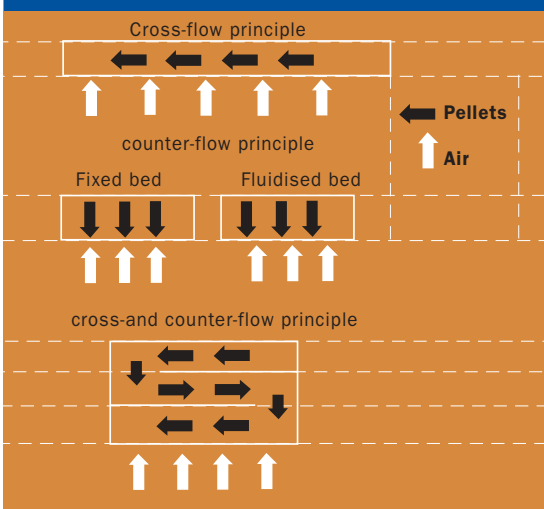 Cross-flow principle
Pellets
counter-flow principle
Air
Fixed bed
Fluidised bed
cross-and counter-flow principle